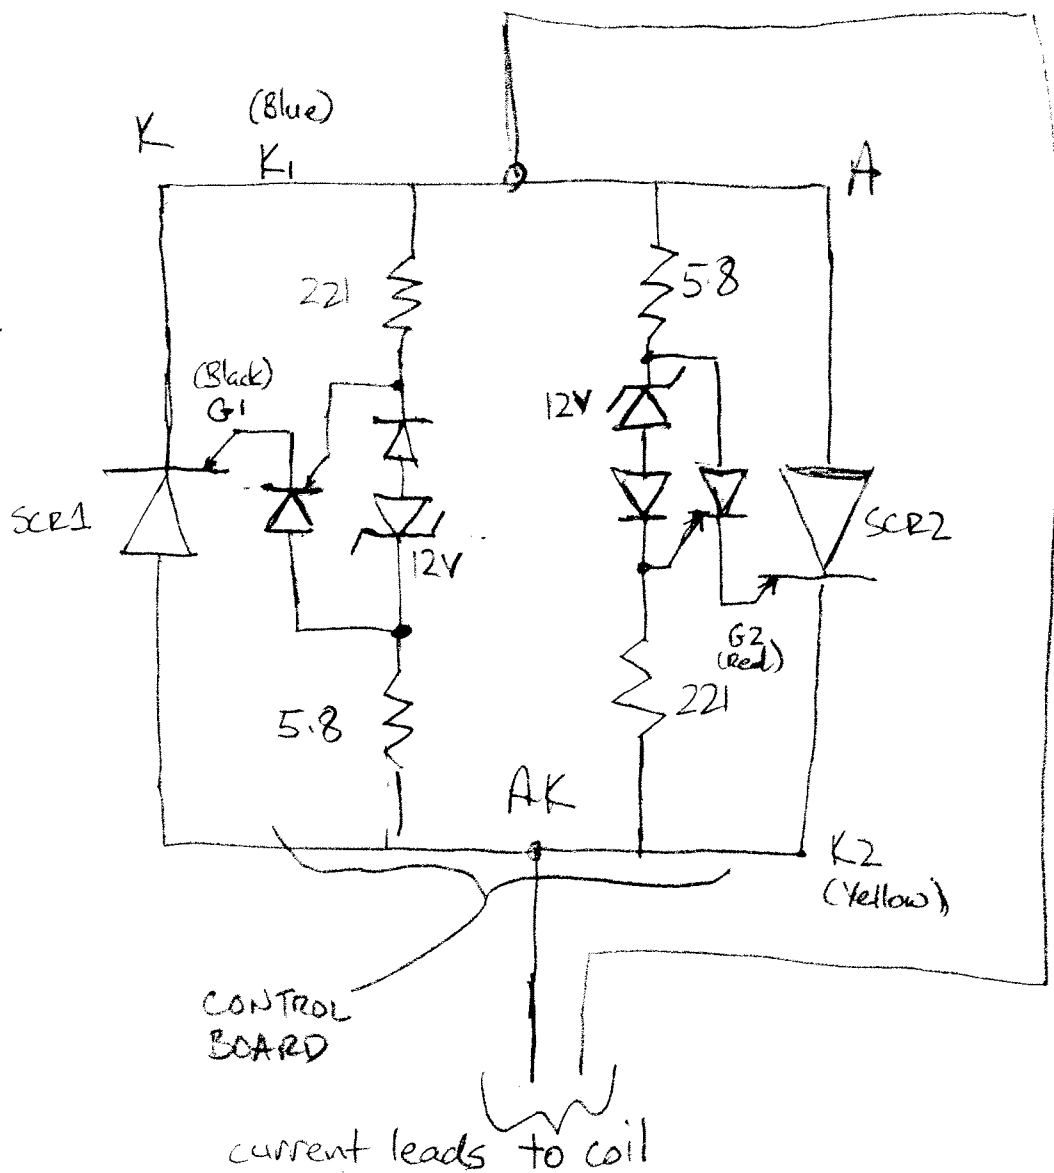 (Blue)
K
K1
A
221
5.8
(Black)
G1
12V
SCR1
SCR2
12V
G2
(Red)
221
5.8
A K
K2
(Yellow)
CONTROL
BOARD
current leads to coil